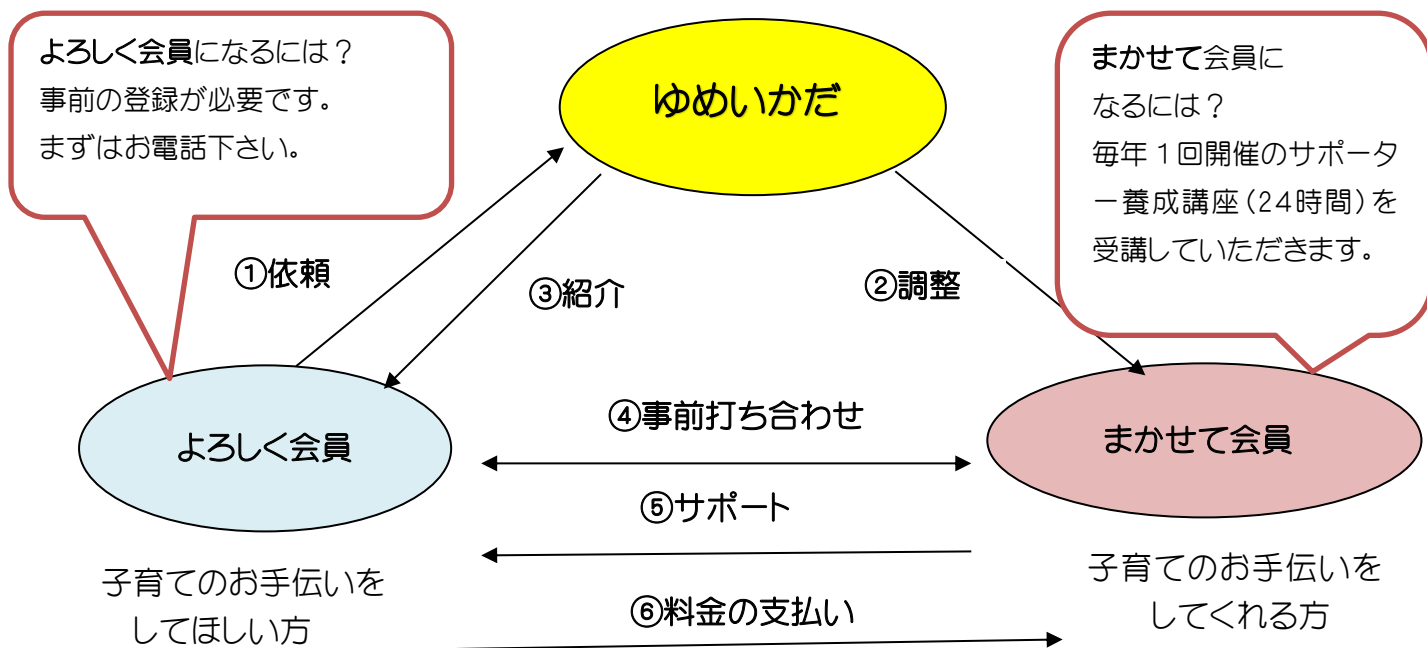 よろしく会員になるには？
事前の登録が必要です。
まずはお電話下さい。
ゆめいかだ
まかせて会員に
なるには？
毎年１回開催のサポータ
ー養成講座（24時間）を
受講していただきます。
①依頼
③紹介
②調整
よろしく会員
④事前打ち合わせ
まかせて会員
⑤サポート
子育てのお手伝いを
してほしい方
⑥料金の支払い
子育てのお手伝いを
してくれる方